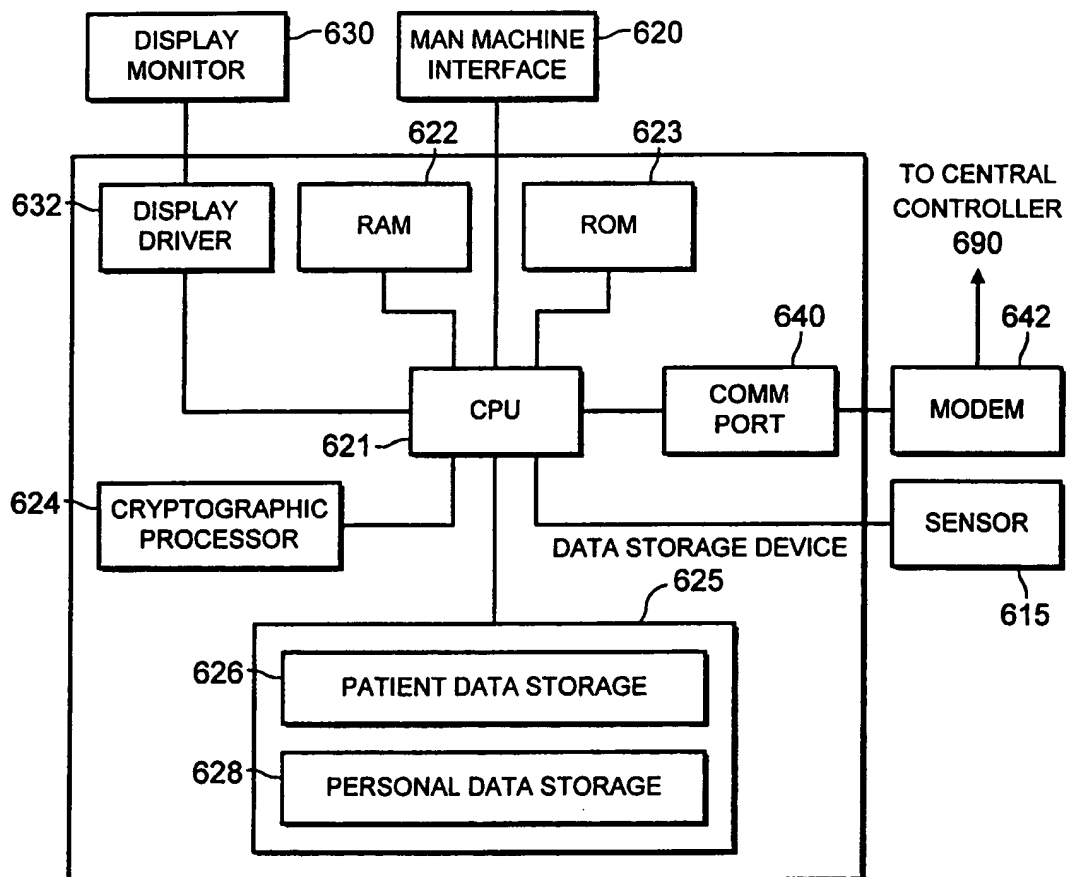 DISPLAY
MONITOR
630
MAN MACHINE
INTERFACE
620
622
623
632
DISPLAY
DRIVER
RAM
ROM
TO CENTRAL
CONTROLLER
690
640
642
CPU
621
COMM
PORT
MODEM
624
CRYPTOGRAPHIC
PROCESSOR
SENSOR
615
DATA STORAGE DEVICE
625
626
PATIENT DATA STORAGE
628
PERSONAL DATA STORAGE